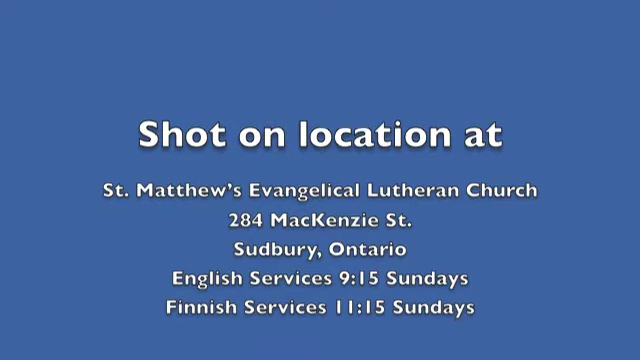 Shot on location at
St. Matthew's Evangelical Lutheran Church
284 MacKenzie St.
Sudbury, Ontario
English Services 9:15 Sundays
Finnish Services 11:15 Sundays